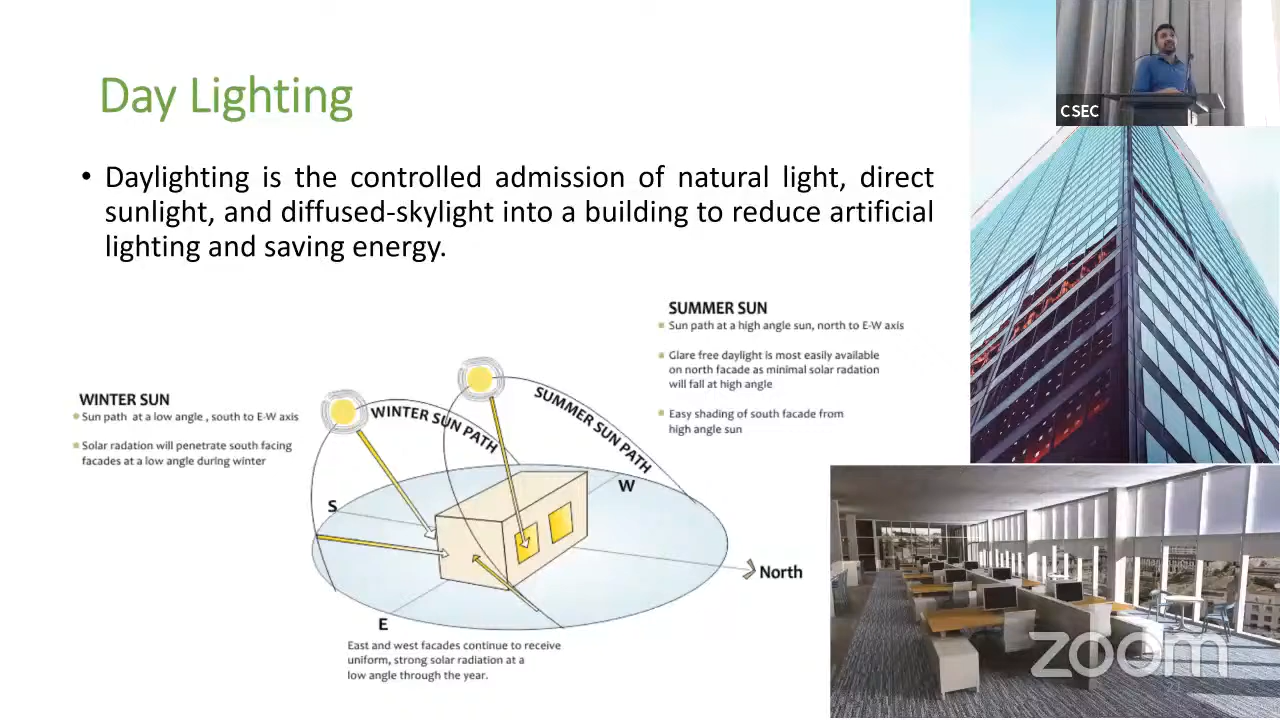 Day Lighting
CSEC
• Daylighting is the controlled admission of natural light, direct
sunlight, and diffused-skylight into a building to reduce artificial
lighting and saving energy.
SUMMER SUN
Sun path at a high angle sun, north to E-W axis
Glare free daylight is most easily available
on north facade as minimal solar radation
will fall at high angle
Easy shading of south facade from
high angle sun
WINTER SUN
Sun path at a low angle , south to E-W axis
Solar radation will penetrate south facing
facades at a low angle during winter
WINTER SUN PATH
SUMMER SUN PATH
W
S
North
E
East and west facades continue to receive
uniform, strong solar radiation at a
low angle through the year.
zoom